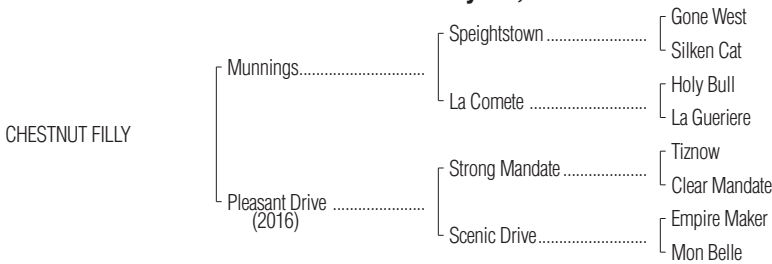 Gone West
Speightstown
Silken Cat
Munnings
Holy Bull
La Comete
La Gueriere
CHESTNUT FILLY
Tiznow
Strong Mandate
Clear Mandate
Pleasant Drive
(2016)
Empire Maker
Scenic Drive
Mon Belle